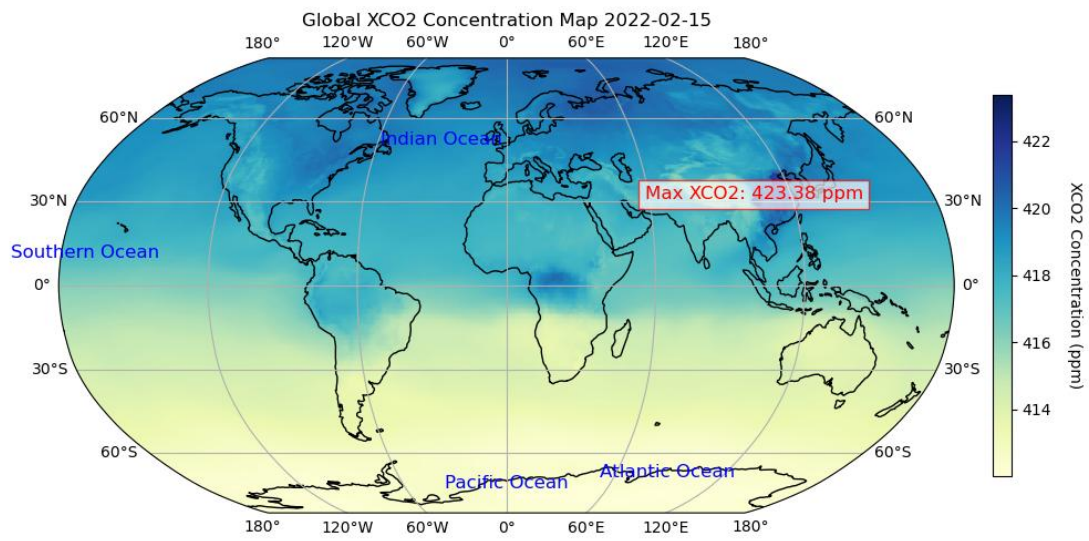 Global XCO2 Concentration Map 2022-02-15
180° 120°W 60°W 0° 60°E 120°E 180°
60°N 60°N
Indian Ocean
Max XCO2: 423.38 ppm
30°N 30°N
Southern Ocean
0° 0°
30°S 30°S
60°S 60°S
Atlantic Ocean
Pacific Ocean
180° 120°W 60°W 0° 60°E 120°E 180°
422
420
418
416
414
XCO2 Concentration (ppm)